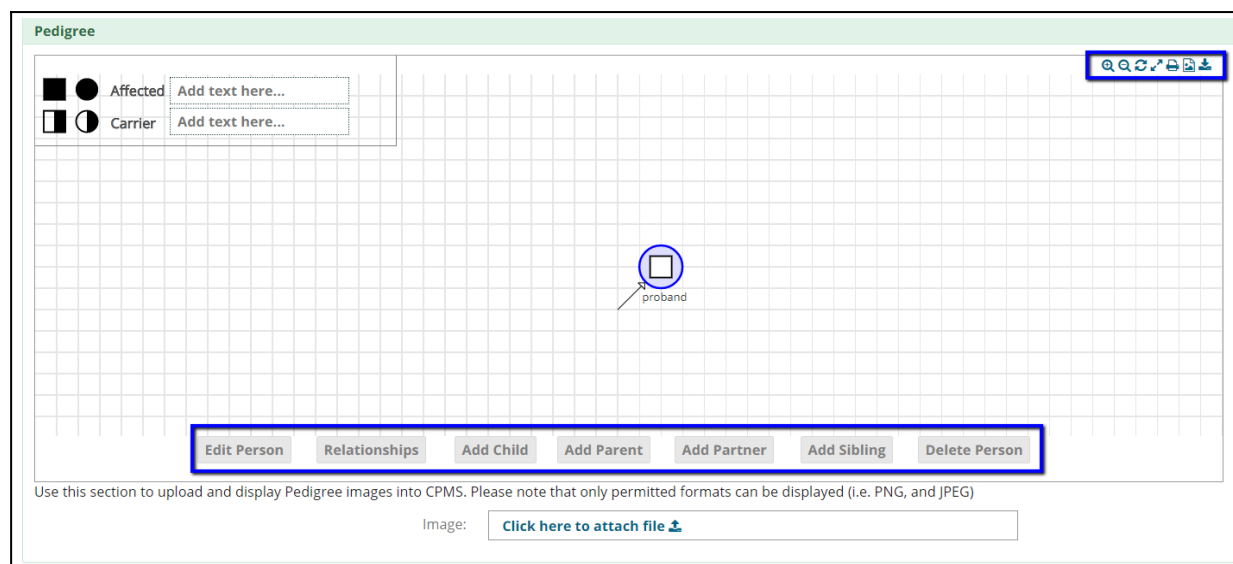 Pedigree
Affected Add text here...
Carrier Add text here...
proband
Edit Person Relationships Add Child Add Parent Add Partner Add Sibling Delete Person
Use this section to upload and display Pedigree images into CPMS. Please note that only permitted formats can be displayed (i.e. PNG, and JPEG)
Image: Click here to attach file